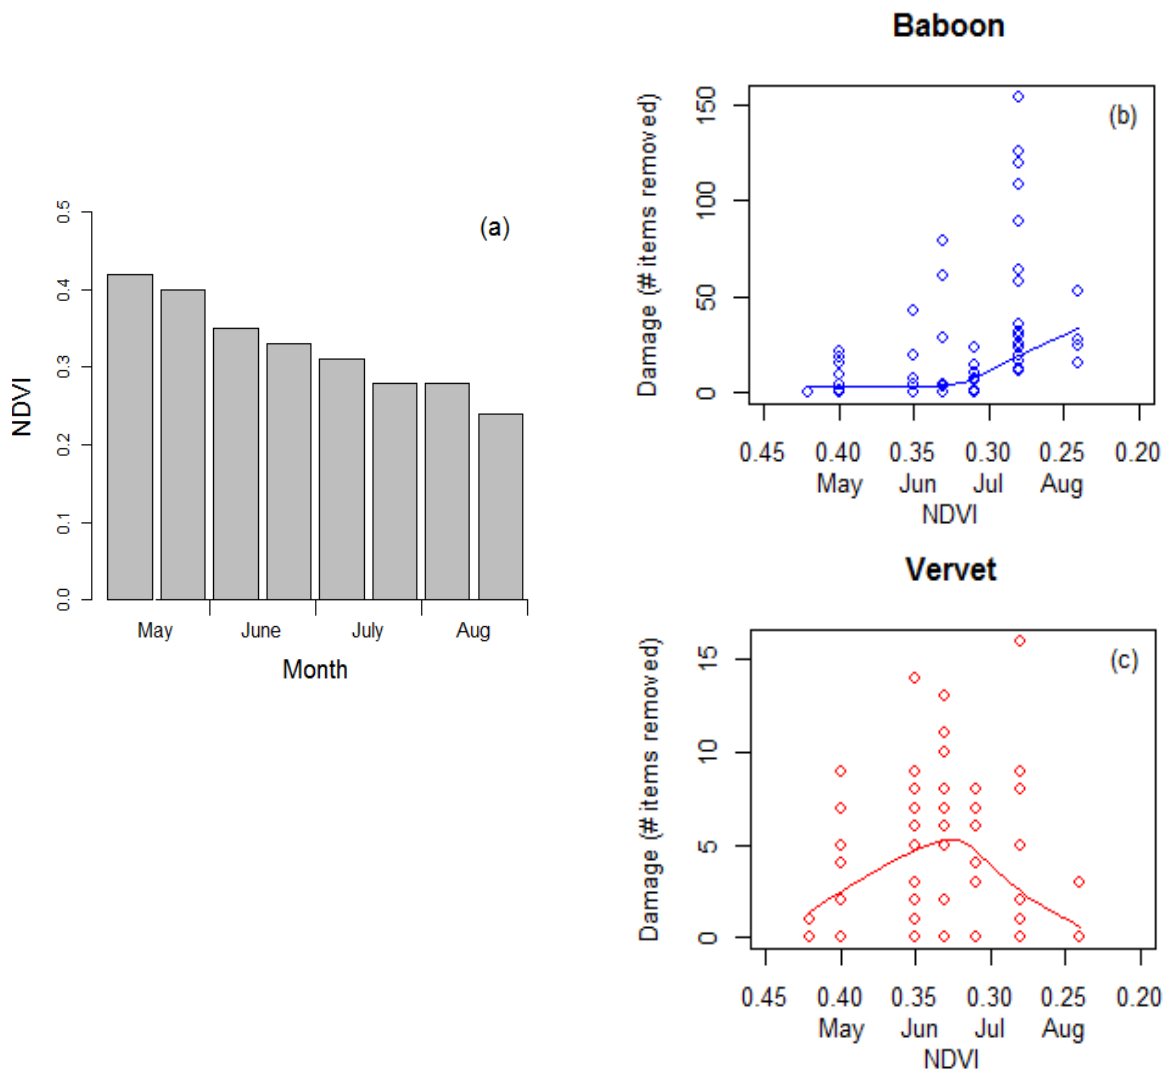 (a)
NDVI
0.5
0.4
0.3
0.2
0.1
0.0
May June July Aug
Month
Baboon
(b)
Damage (# items removed)
150
100
50
0
0.45 0.40 0.35 0.30 0.25 0.20
May Jun Jul Aug
NDVI
Vervet
(c)
Damage (# items removed)
15
10
5
0
0.45 0.40 0.35 0.30 0.25 0.20
May Jun Jul Aug
NDVI